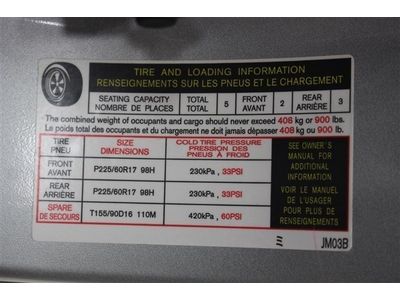 TIRE AND LOADING INFORMATION
RENSEIGNEMENTS SUR LES PNEUS ET LE CHARGEMENT
SEATING CAPACITY TOTAL 5 FRONT 2 REAR 3
NOMBRE DE PLACES TOTAL AVANT ARRIÈRE
The combined weight of occupants and cargo should never exceed 408 kg or 900 lbs.
Le poids total des occupants et du chargement ne doit jamais dépasser 408 kg ou 900 lb.
TIRE SIZE COLD TIRE PRESSURE
PNEU DIMENSIONS PRESSION DES PNEUS À FROID
FRONT AVANT P225/60R17 98H 230kPa, 33PSI
REAR ARRIÈRE P225/60R17 98H 230kPa, 33PSI
SPARE DE SECOURS T155/90D16 110M 420kPa, 60PSI
SEE OWNER'S
MANUAL FOR
ADDITIONAL
INFORMATION
VOIR LE MANUEL
DE L'USAGER
POUR PLUS DE
RENSEIGNEMENTS
JM03B